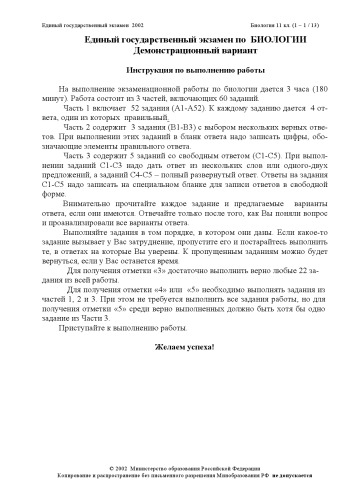 Единый государственный экзамен 2002 Биология 11 кл. (1 – 1 / 13)
Единый государственный экзамен по БИОЛОГИИ
Демонстрационный вариант
Инструкция по выполнению работы
На выполнение экзаменационной работы по биологии дается 3 часа (180
минут). Работа состоит из 3 частей, включающих 60 заданий.
Часть 1 включает 52 задания (А1-А52). К каждому заданию дается 4 от-
вета, один из которых правильный.
Часть 2 содержит 3 задания (В1-В3) с выбором нескольких верных отве-
тов. При выполнении этих заданий в бланк ответа надо записать цифры, обо-
значающие элементы правильного ответа.
Часть 3 содержит 5 заданий со свободным ответом (С1-С5). При выпол-
нении заданий С1-С3 надо дать ответ из нескольких слов или одного-двух
предложений, а заданий С4-С5 – полный развернутый ответ. Ответы на задания
С1-С5 надо записать на специальном бланке для записи ответов в свободной
форме.
Внимательно прочитайте каждое задание и предлагаемые варианты
ответа, если они имеются. Отвечайте только после того, как Вы поняли вопрос
и проанализировали все варианты ответа.
Выполняйте задания в том порядке, в котором они даны. Если какое-то
задание вызывает у Вас затруднение, пропустите его и постарайтесь выполнить
те, в ответах на которые Вы уверены. К пропущенным заданиям можно будет
вернуться, если у Вас останется время.
Для получения отметки «3» достаточно выполнить верно любые 22 за-
дания из всей работы.
Для получения отметки «4» или «5» необходимо выполнять задания из
частей 1, 2 и 3. При этом не требуется выполнить все задания работы, но для
получения отметки «5» среди верно выполненных должно быть хотя бы одно
задание из Части 3.
Приступайте к выполнению работы.
Желаем успеха!
© 2002 Министерство образования Российской Федерации
Копирование и распространение без письменного разрешения Минобразования РФ не допускается